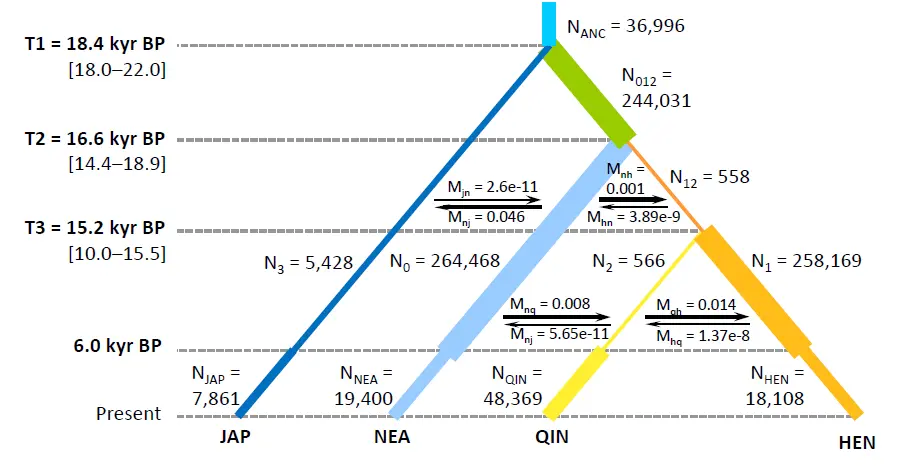 N_ANC = 36,996
T1 = 18.4 kyr BP
[18.0–22.0]
N_012 =
244,031
T2 = 16.6 kyr BP
[14.4–18.9]
M_nh =
0.001
N_12 = 558
M_jn = 2.6e-11
M_nj = 0.046
M_hn = 3.89e-9
T3 = 15.2 kyr BP
[10.0–15.5]
N_3 = 5,428
N_0 = 264,468
N_2 = 566
N_1 = 258,169
M_nq = 0.008
M_nj = 5.65e-11
M_qh = 0.014
M_hq = 1.37e-8
6.0 kyr BP
N_JAP =
7,861
N_NEA =
19,400
N_QIN =
48,369
N_HEN =
18,108
Present
JAP
NEA
QIN
HEN